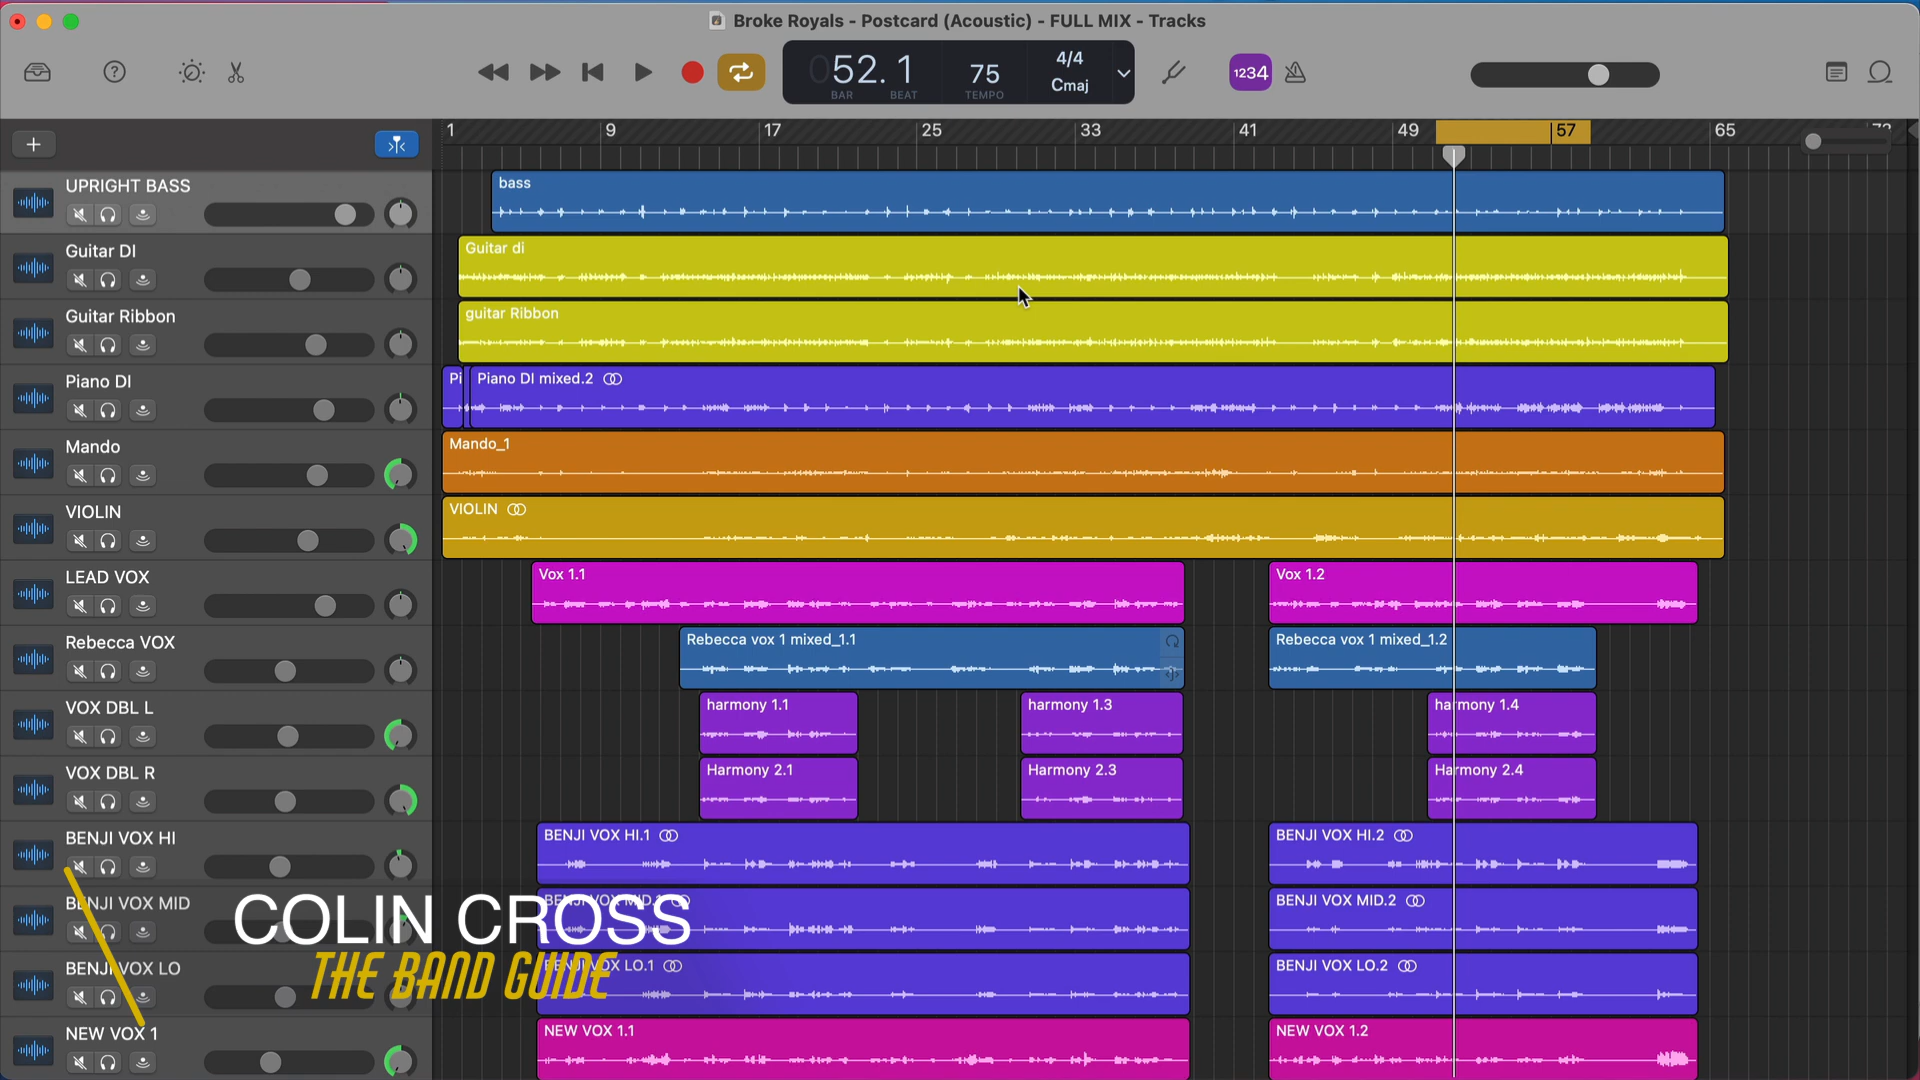 Broke Royals - Postcard (Acoustic) - FULL MIX - Tracks
052. 1
BAR BEAT
75
TEMPO
4/4
Cmaj
1234
1 9 17 25 33 41 49 57 65
UPRIGHT BASS
bass
Guitar DI
Guitar di
Guitar Ribbon
guitar Ribbon
Piano DI
Pi
Piano DI mixed.2
Mando
Mando_1
VIOLIN
VIOLIN
LEAD VOX
Vox 1.1
Vox 1.2
Rebecca VOX
Rebecca vox 1 mixed_1.1
Rebecca vox 1 mixed_1.2
VOX DBL L
harmony 1.1
harmony 1.3
harmony 1.4
VOX DBL R
Harmony 2.1
Harmony 2.3
Harmony 2.4
BENJI VOX HI
BENJI VOX HI.1
BENJI VOX HI.2
BENJI VOX MID
BENJI VOX MID.2
COLIN CROSS
THE BAND GUIDE
BENJI VOX LO
BENJI VOX LO.1
BENJI VOX LO.2
NEW VOX 1
NEW VOX 1.1
NEW VOX 1.2